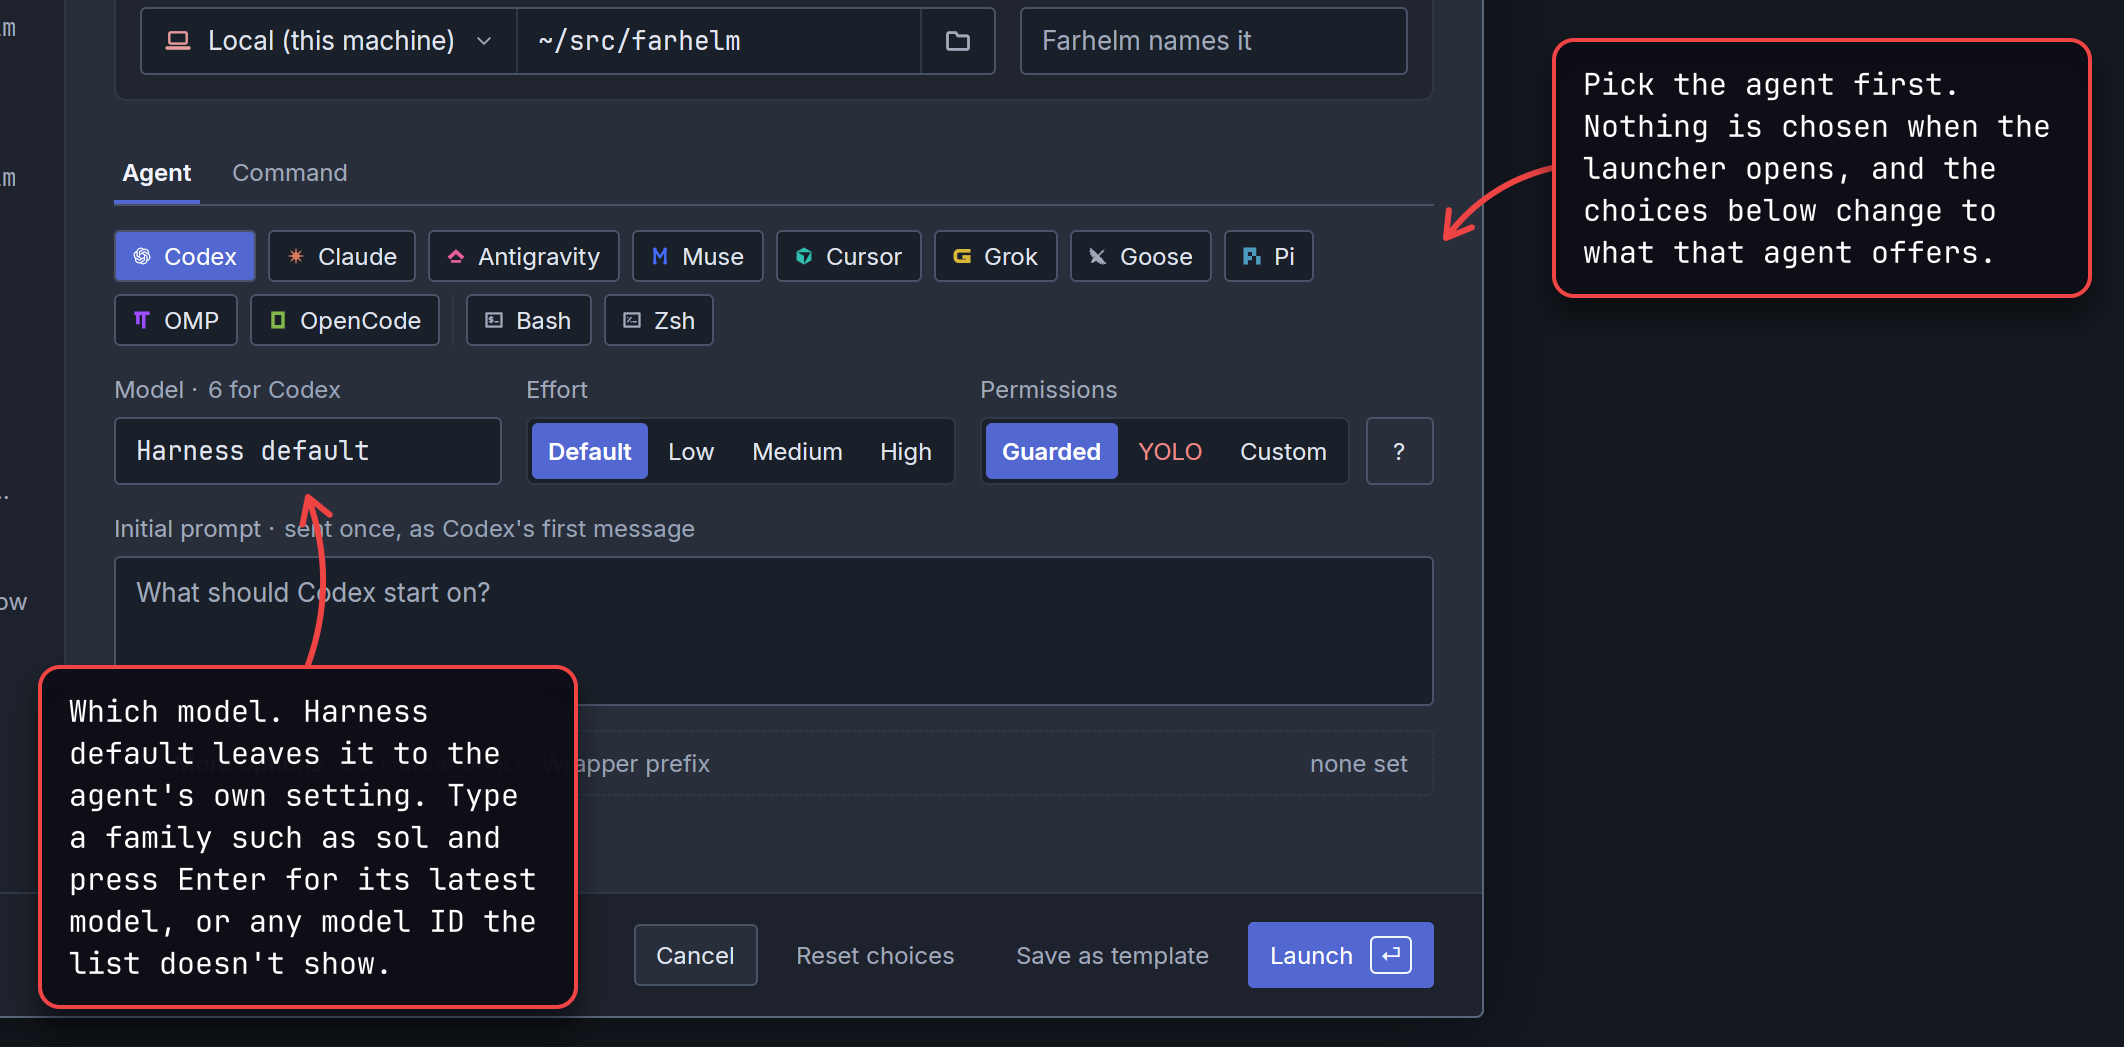 lm
Local (this machine)
~/src/farhelm
Farhelm names it
Pick the agent first.
Nothing is chosen when the
launcher opens, and the
choices below change to
what that agent offers.
lm
Agent
Command
Codex
Claude
Antigravity
Muse
Cursor
Grok
Goose
Pi
OMP
OpenCode
Bash
Zsh
Model · 6 for Codex
Effort
Permissions
Harness default
Default
Low
Medium
High
Guarded
YOLO
Custom
?
Initial prompt · sent once, as Codex's first message
What should Codex start on?
ow
Which model. Harness
default leaves it to the
agent's own setting. Type
a family such as sol and
press Enter for its latest
model, or any model ID the
list doesn't show.
Wrapper prefix
none set
Cancel
Reset choices
Save as template
Launch